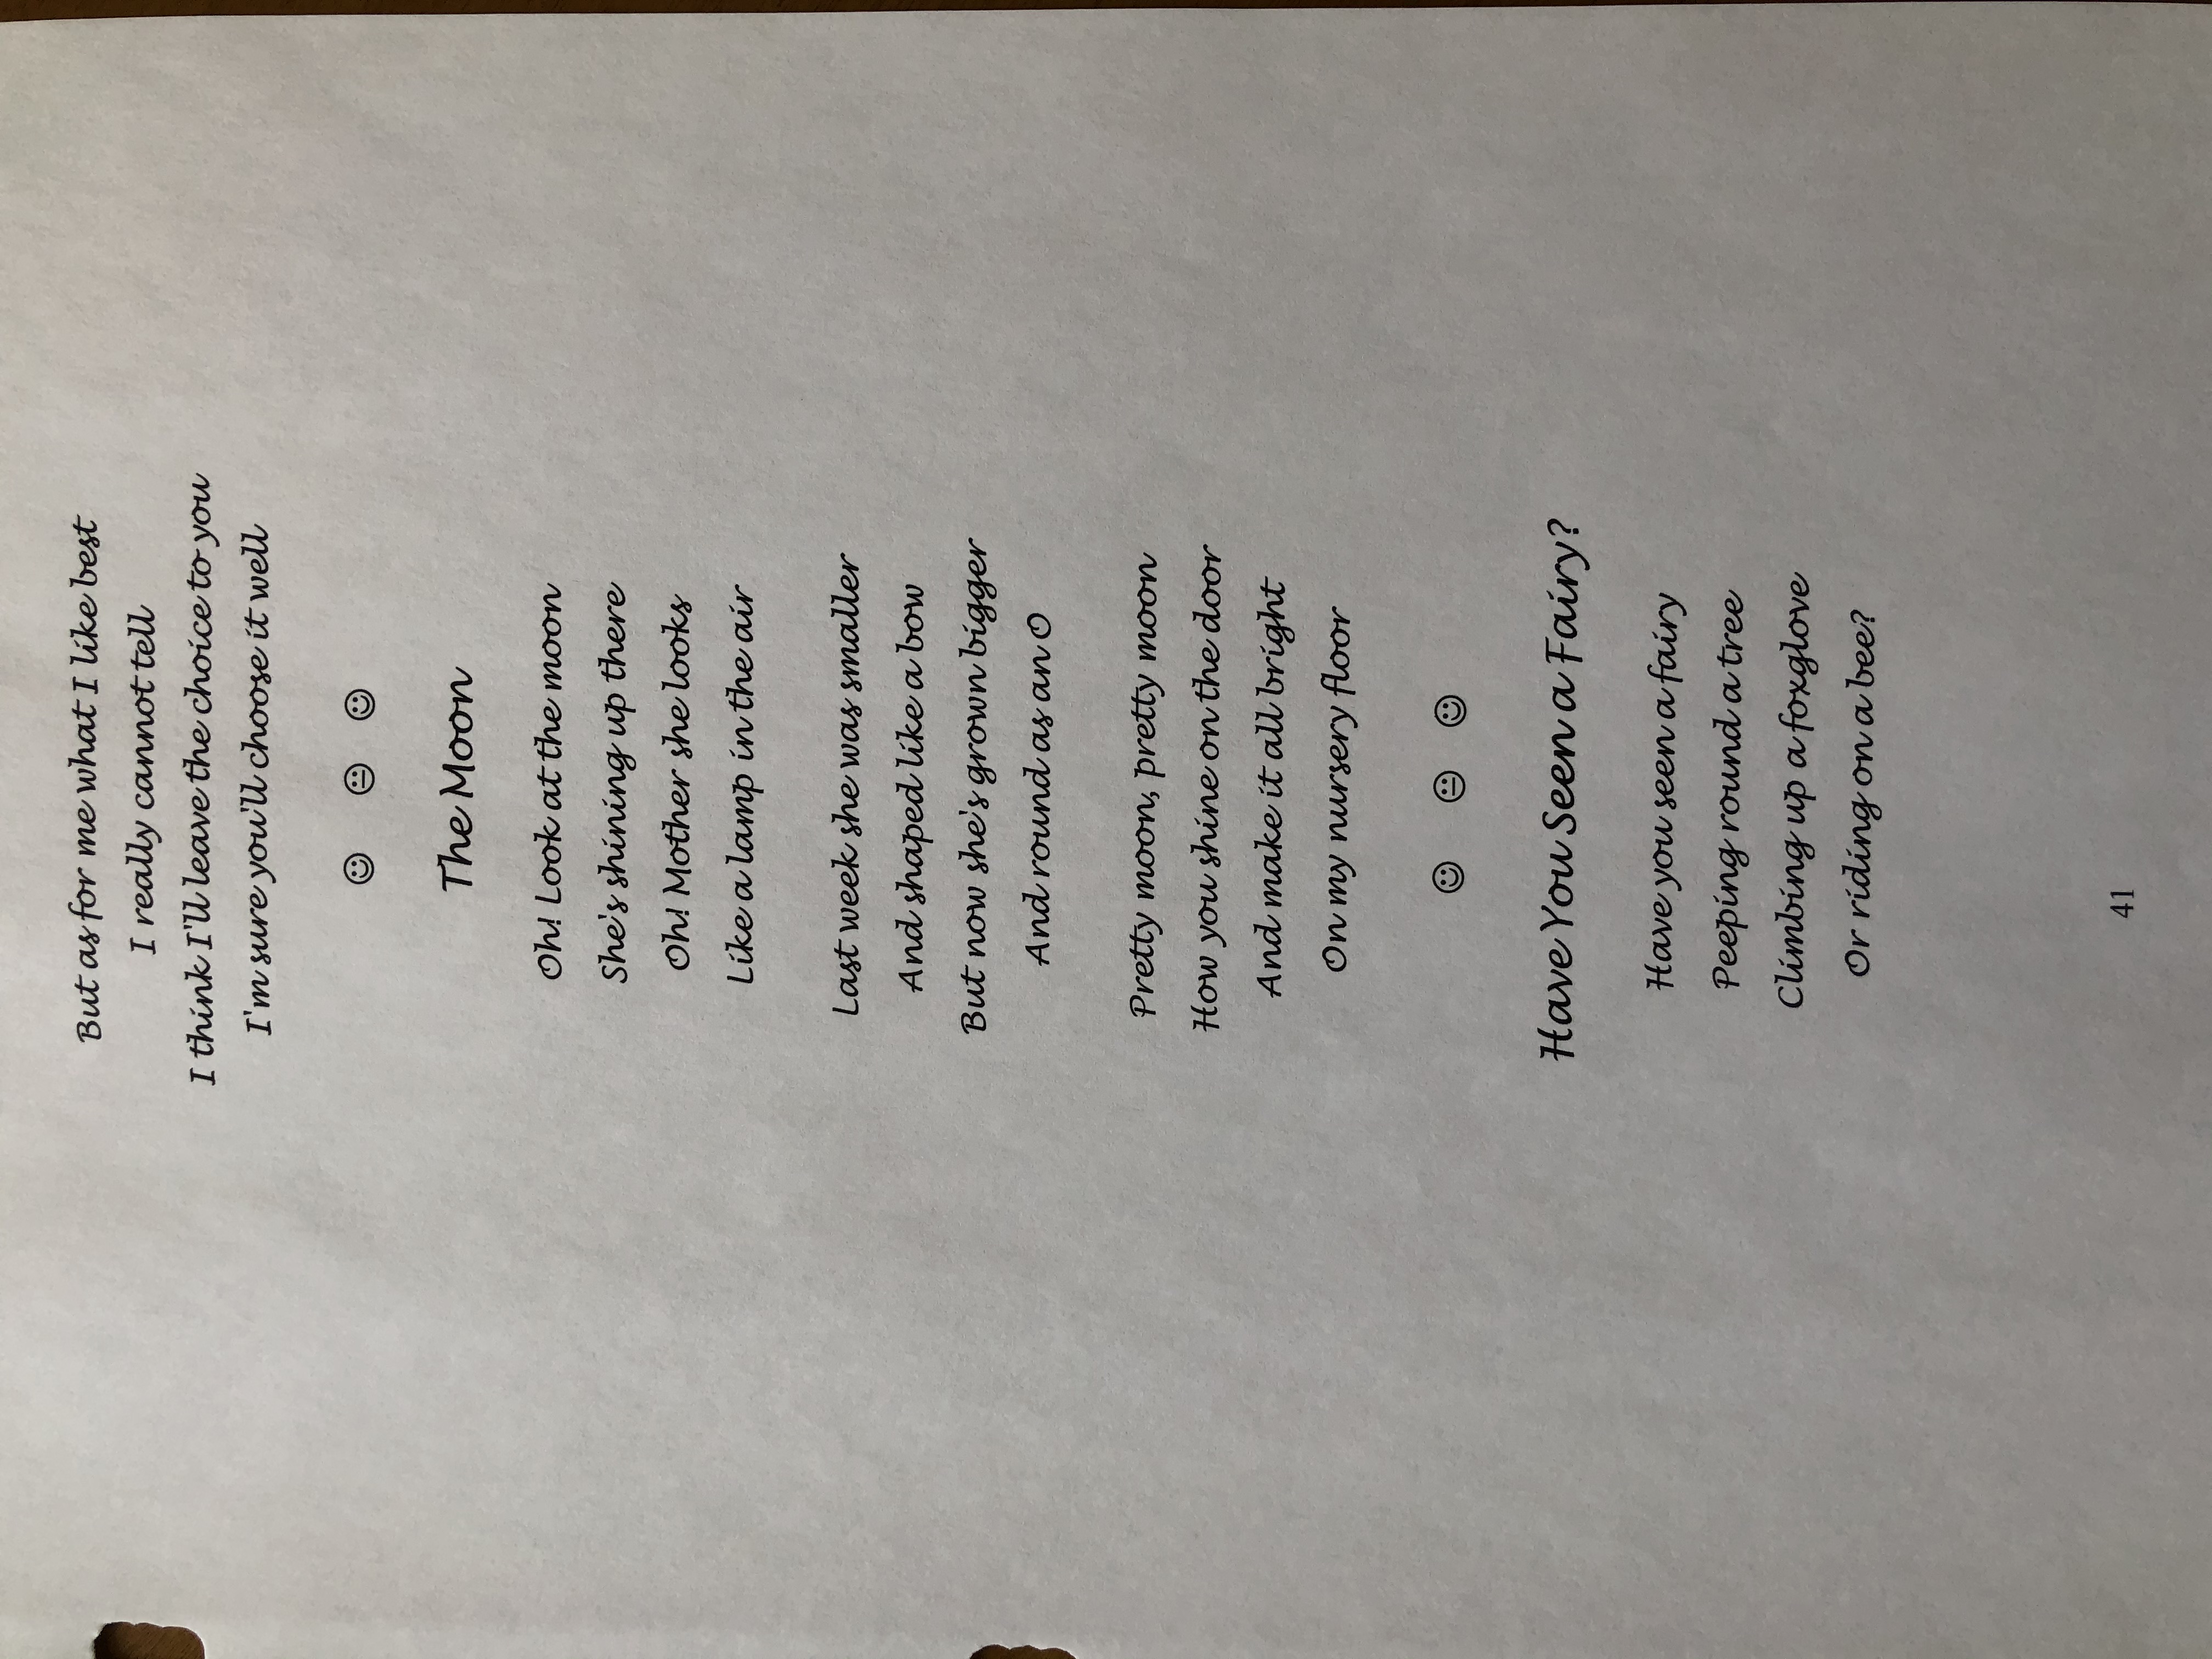 But as for me what I like best
I really cannot tell
I think I'll leave the choice to you
I'm sure you'll choose it well
☺ 😐 ☺
The Moon
Oh! Look at the moon
She's shining up there
Oh! Mother she looks
Like a lamp in the air
Last week she was smaller
And shaped like a bow
But now she's grown bigger
And round as an O
Pretty moon, pretty moon
How you shine on the door
And make it all bright
On my nursery floor
☺ 😐 ☺
Have You Seen a Fairy?
Have you seen a fairy
Peeping round a tree
Climbing up a foxglove
Or riding on a bee?
41